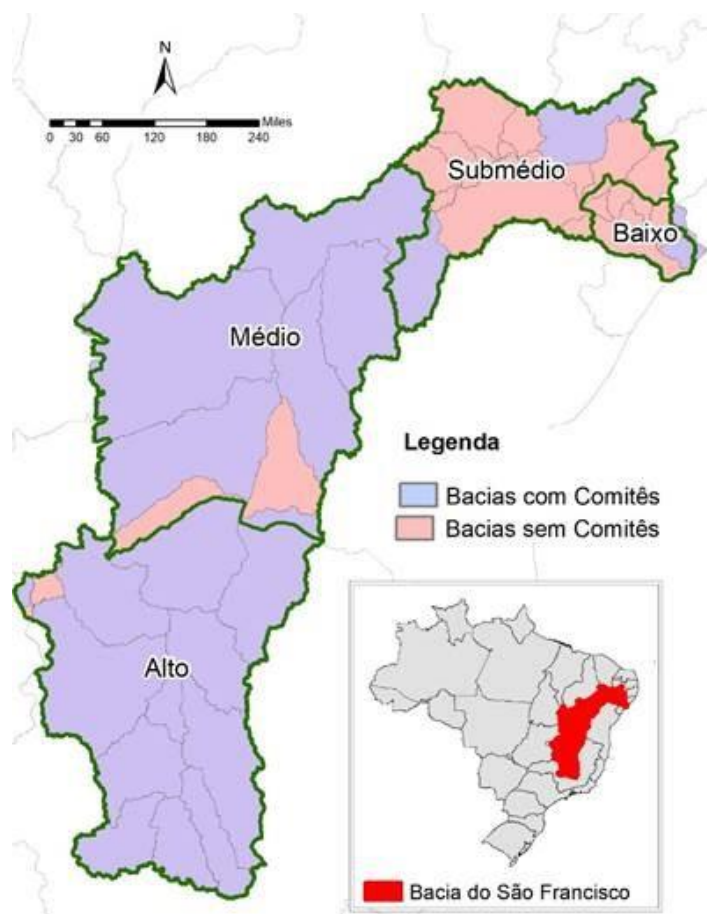 N
Miles
0 30 60 120 180 240
Submédio
Baixo
Médio
Legenda
Bacias com Comitês
Bacias sem Comitês
Alto
Bacia do São Francisco